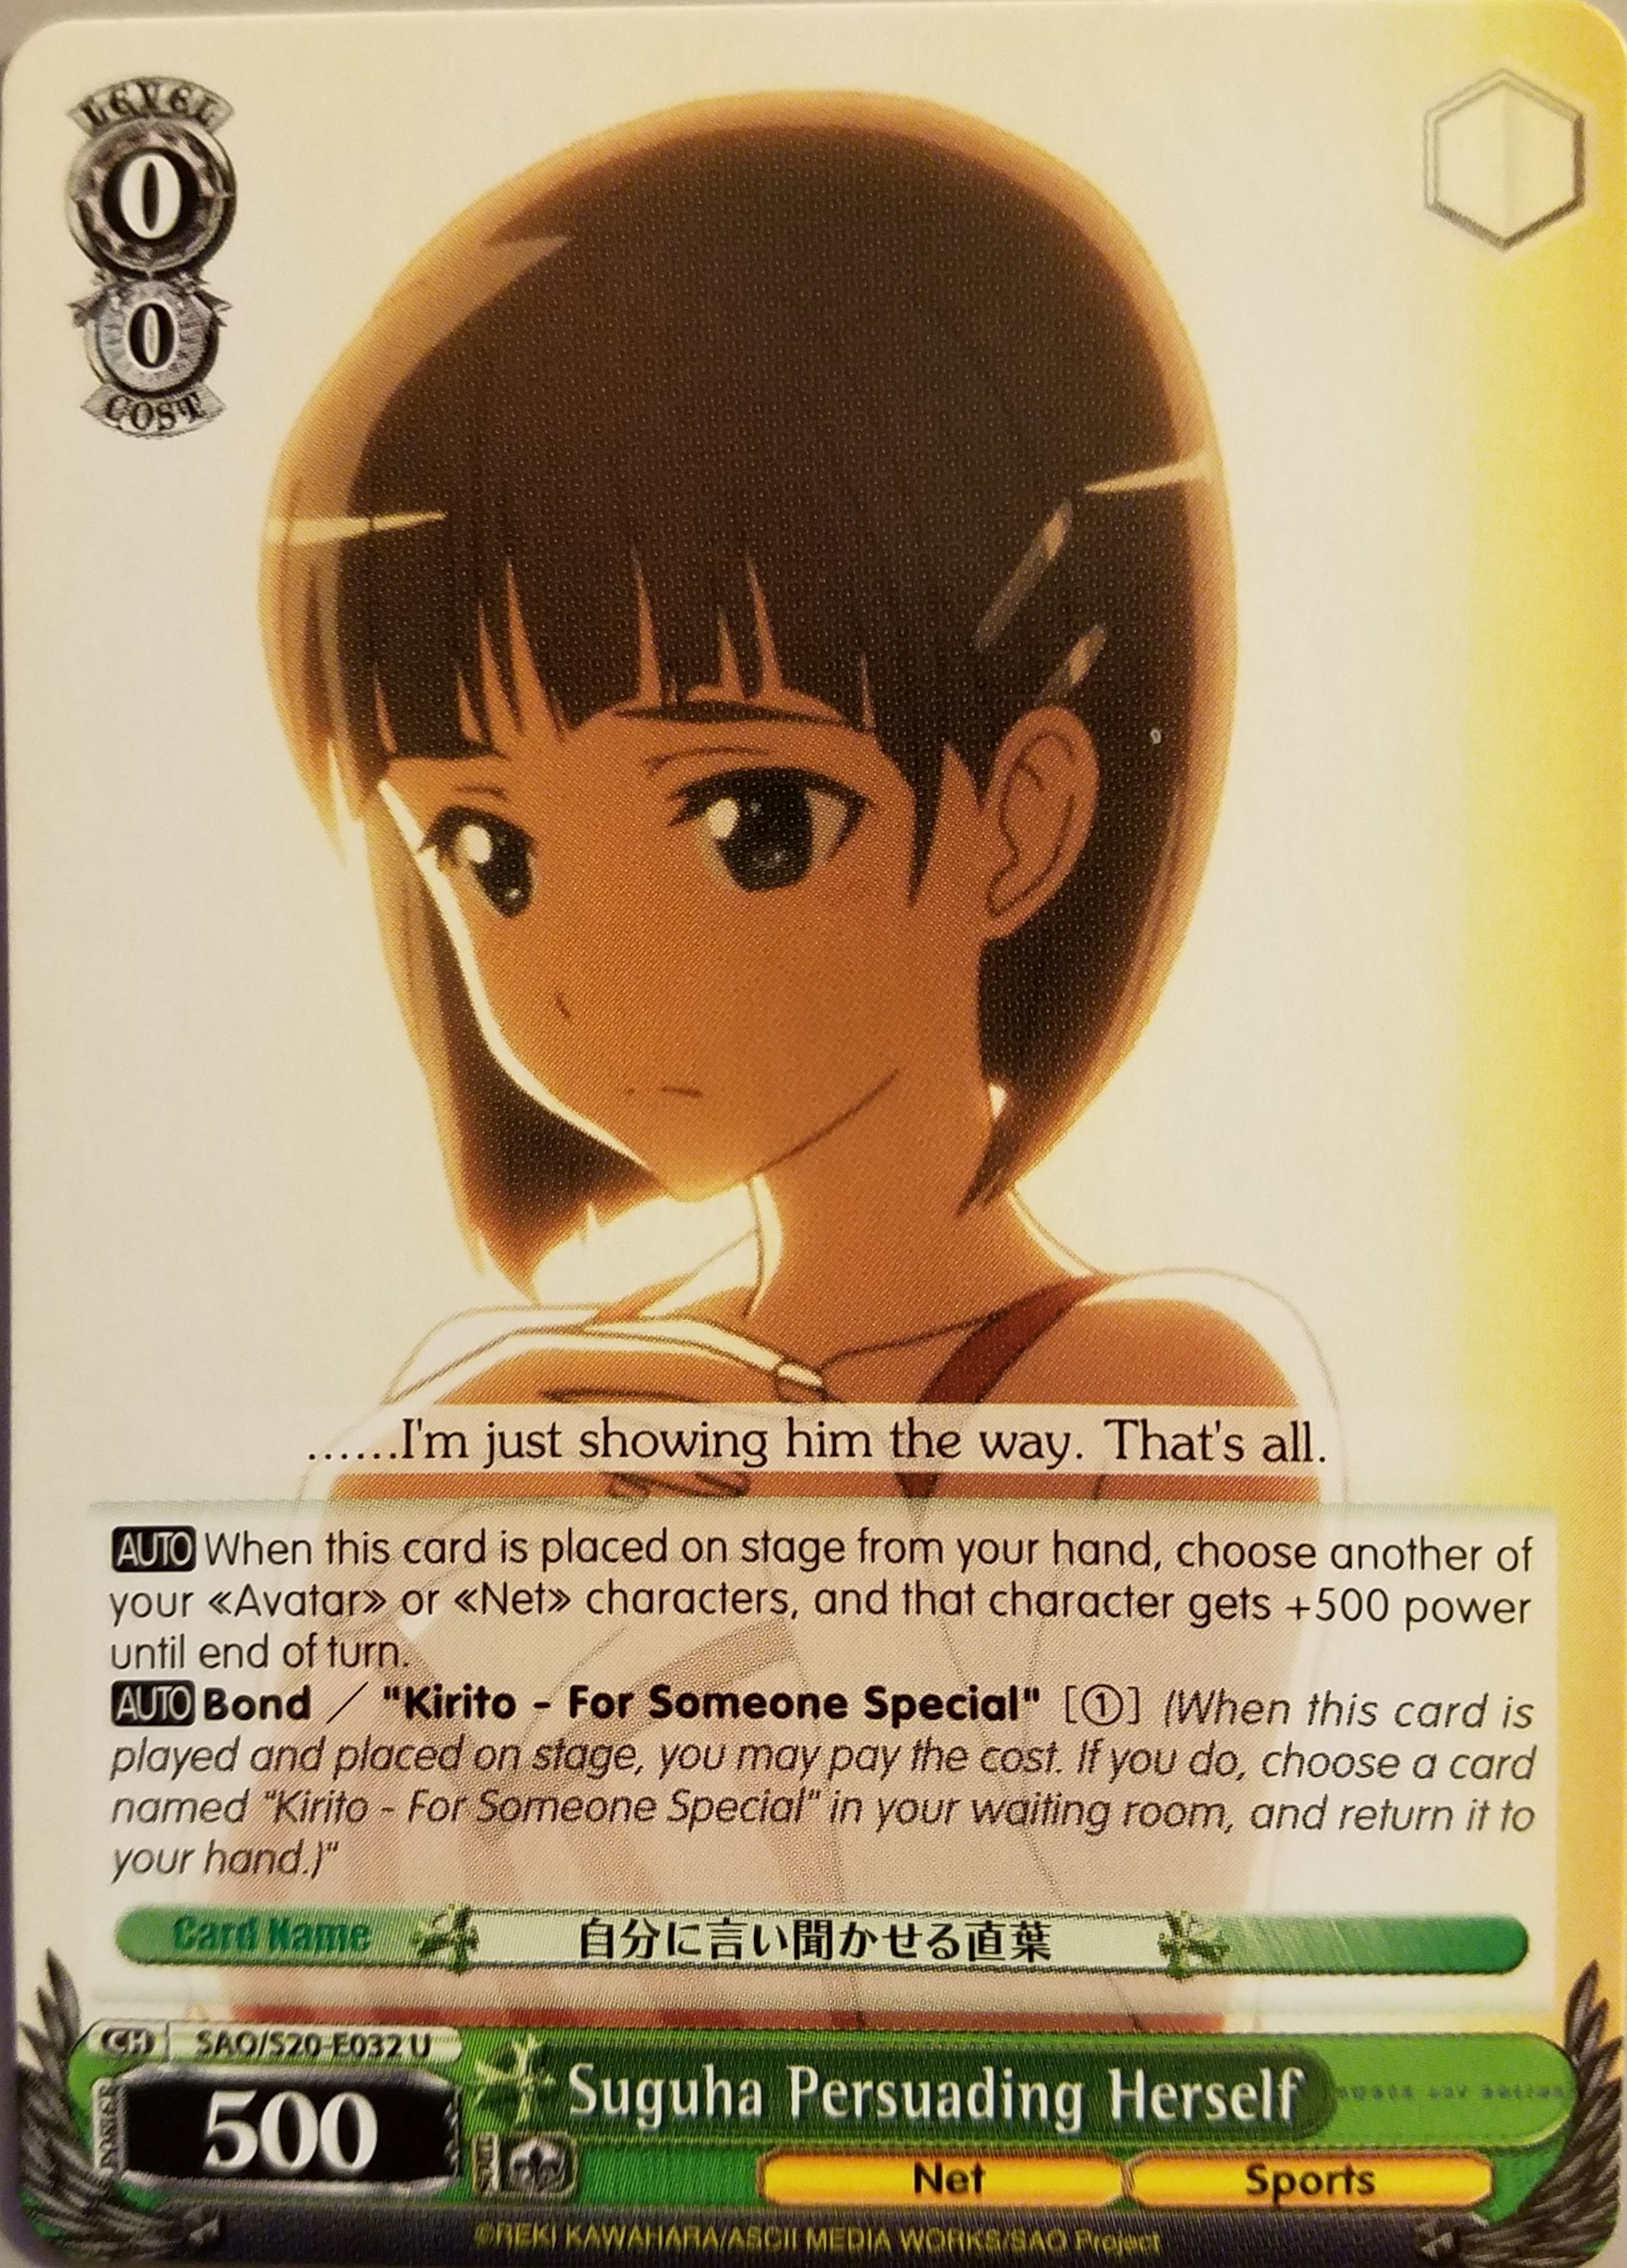 LEVEL
0
0
COST
......I'm just showing him the way. That's all.
AUTO When this card is placed on stage from your hand, choose another of
your «Avatar» or «Net» characters, and that character gets +500 power
until end of turn.
AUTO Bond ／ "Kirito - For Someone Special" [①] (When this card is
played and placed on stage, you may pay the cost. If you do, choose a card
named "Kirito - For Someone Special" in your waiting room, and return it to
your hand.)"
Card Name 自分に言い聞かせる直葉
CH SAO/S20-E032 U
Suguha Persuading Herself
POWER 500
Net Sports
©REKI KAWAHARA/ASCII MEDIA WORKS/SAO Project